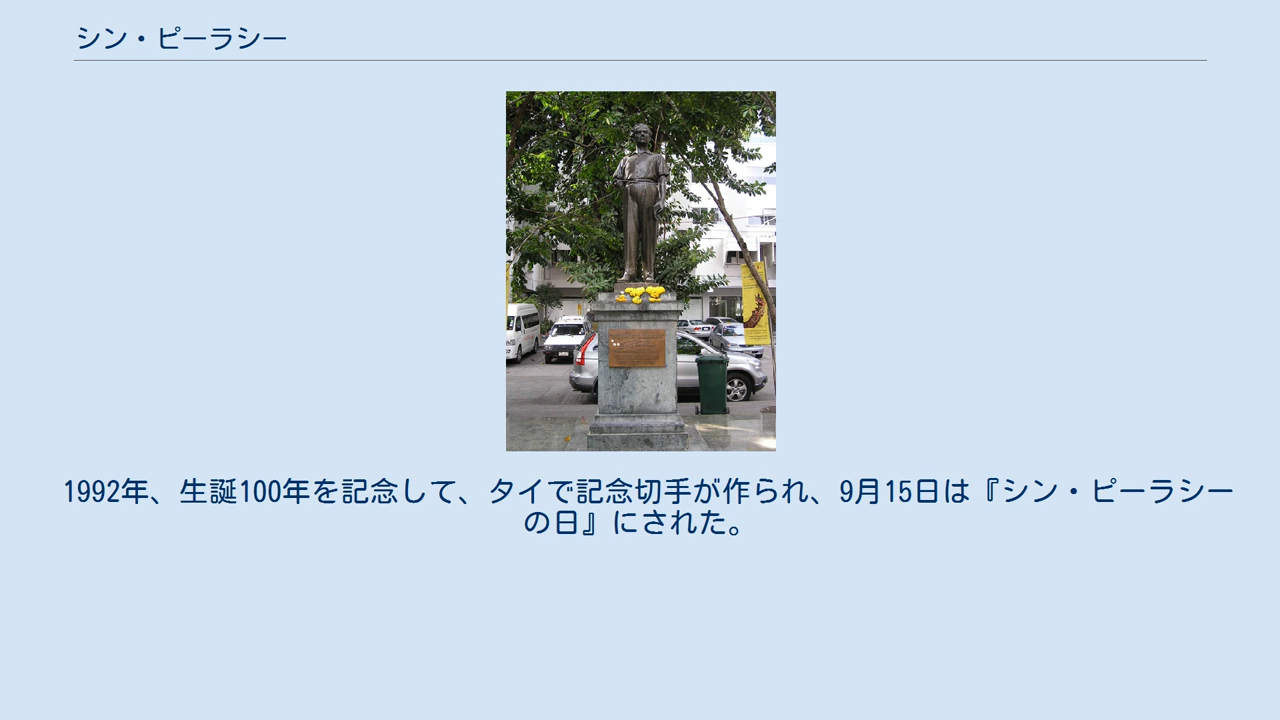 シン・ピーラシー
1992年、生誕100年を記念して、タイで記念切手が作られ、9月15日は『シン・ピーラシー
の日』にされた。